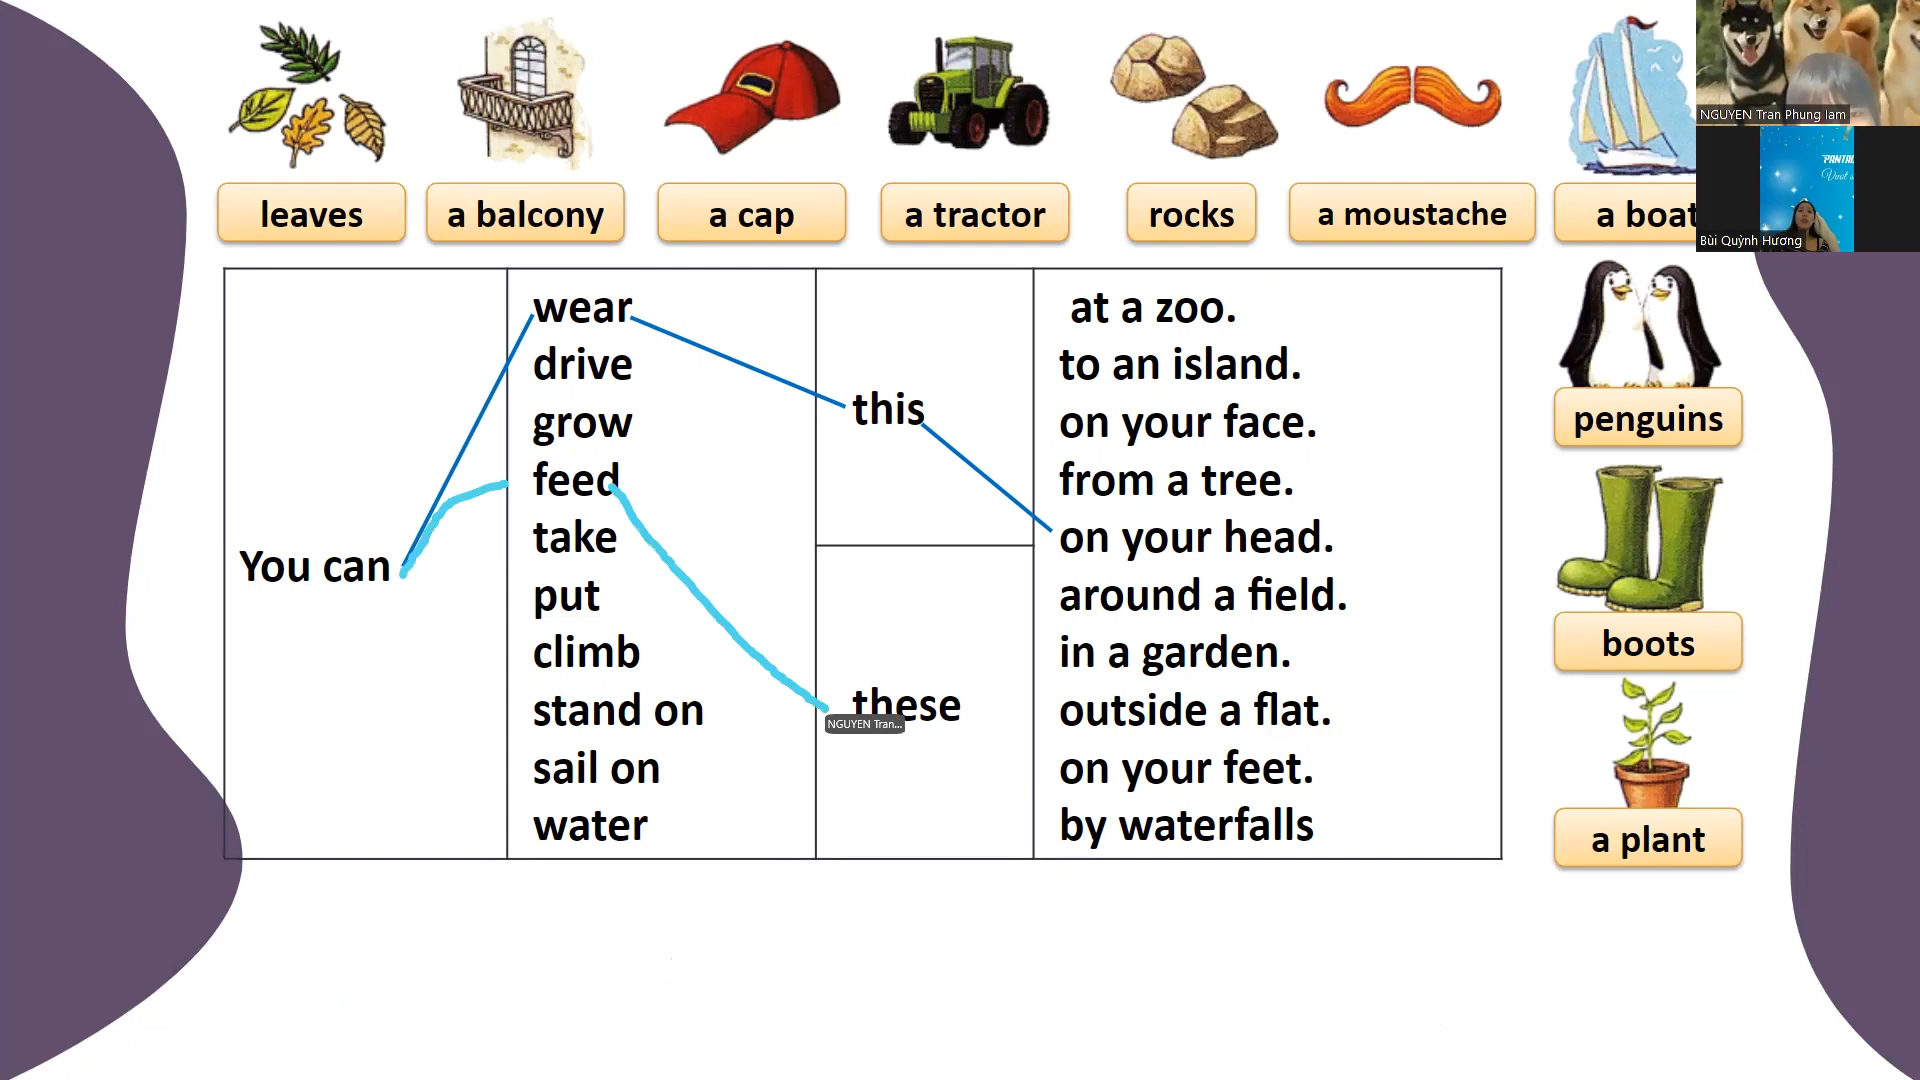 leaves
a balcony
a cap
a tractor
rocks
a moustache
a boat
NGUYEN Tran Phung lam
PANTA
Vuot
Bùi Quỳnh Hương
You can
wear
drive
grow
feed
take
put
climb
stand on
sail on
water
this
these
NGUYEN Tran...
at a zoo.
to an island.
on your face.
from a tree.
on your head.
around a field.
in a garden.
outside a flat.
on your feet.
by waterfalls
penguins
boots
a plant